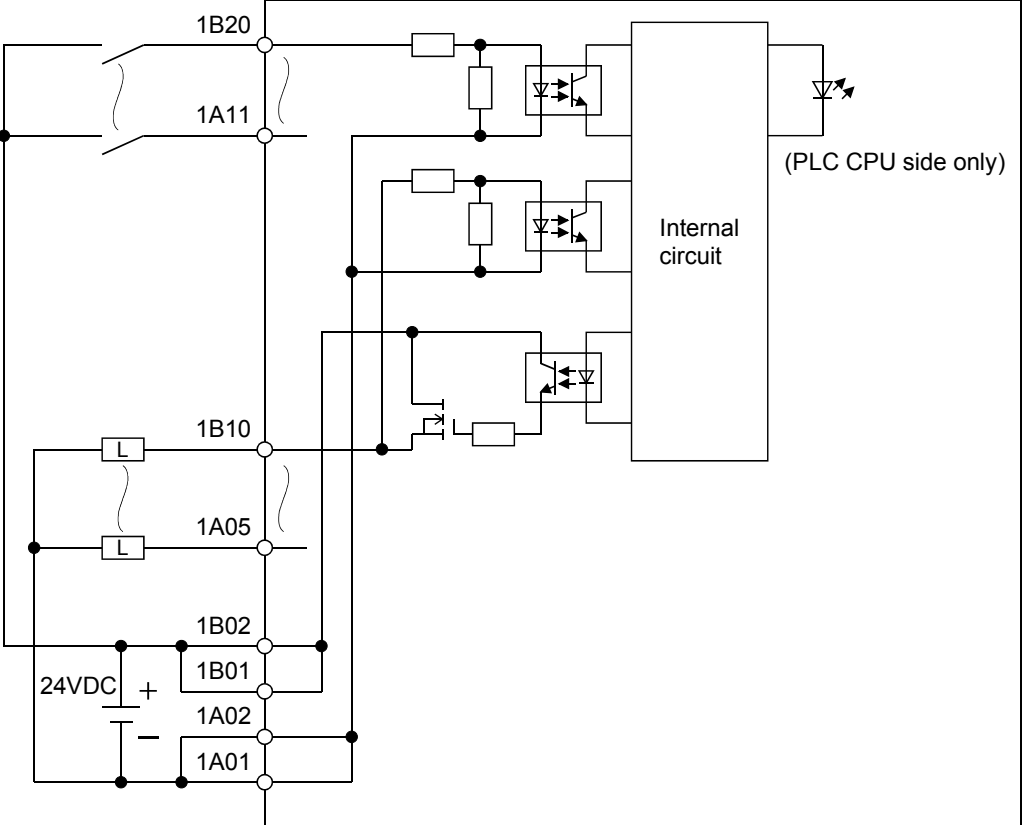 1B20
1A11
(PLC CPU side only)
Internal
circuit
1B10
L
1A05
L
1B02
1B01
24VDC
+
1A02
−
1A01